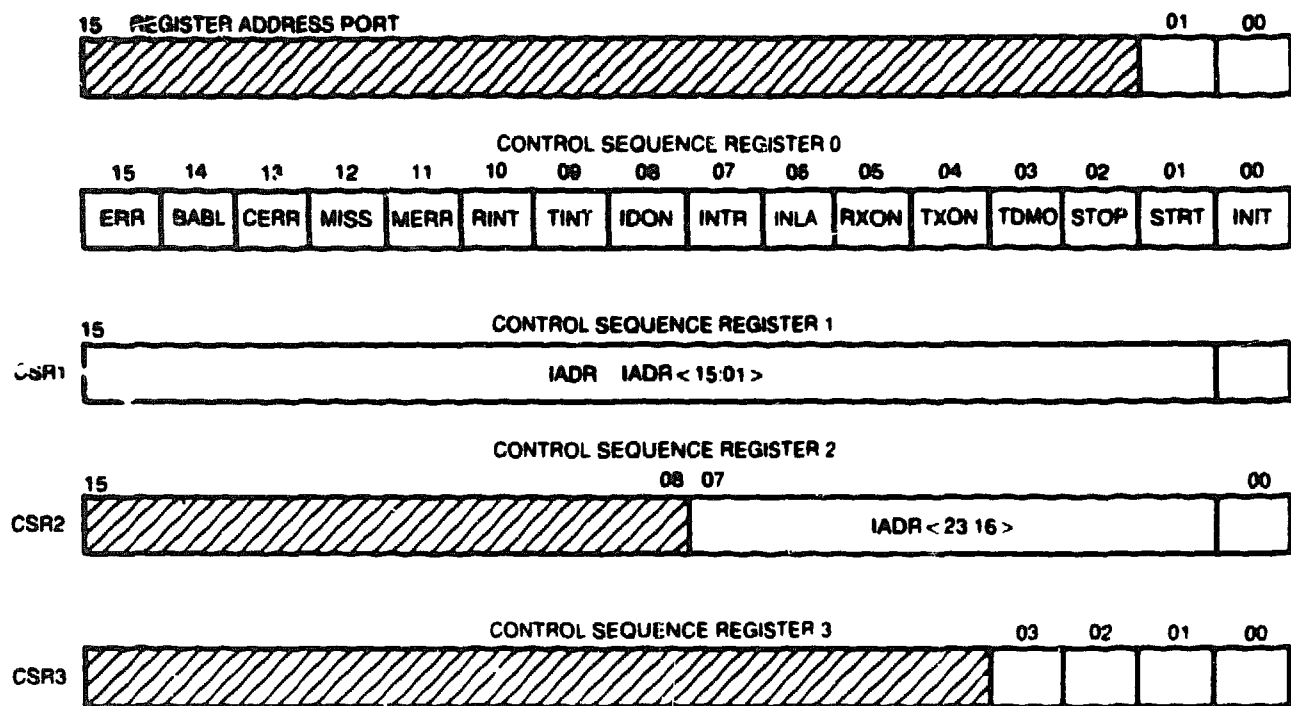 15 REGISTER ADDRESS PORT 01 00
CONTROL SEQUENCE REGISTER 0
15 14 13 12 11 10 09 08 07 06 05 04 03 02 01 00
ERR BABL CERR MISS MERR RINT TINT IDON INTR INLA RXON TXON TDMO STOP STRT INIT
15 CONTROL SEQUENCE REGISTER 1
CSR1 IADR IADR < 15:01 >
CONTROL SEQUENCE REGISTER 2
15 08 07 00
CSR2 IADR < 23 16 >
CONTROL SEQUENCE REGISTER 3 03 02 01 00
CSR3